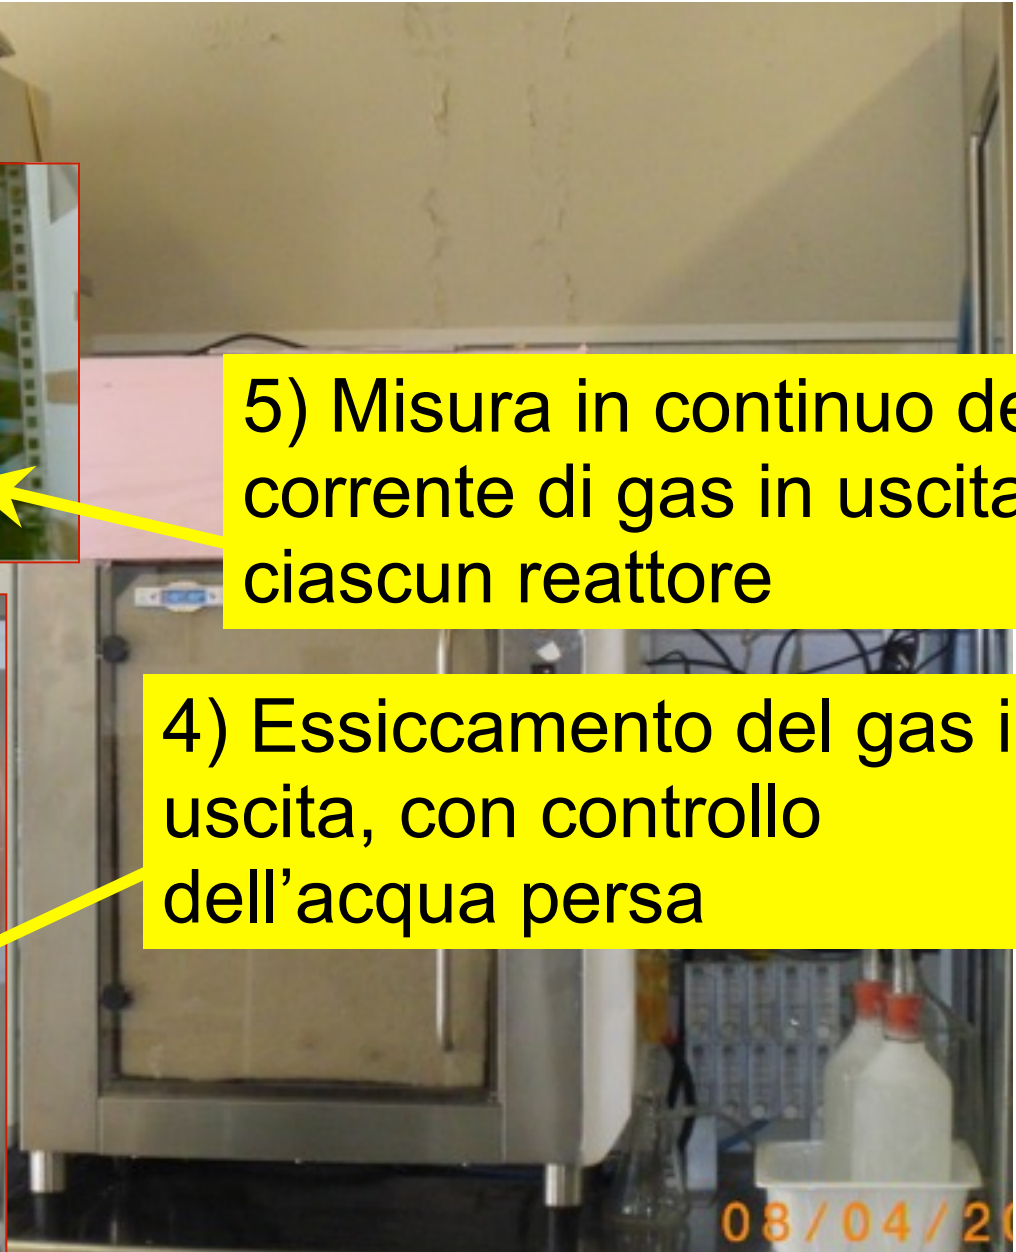 5) Misura in continuo de
corrente di gas in uscita
ciascun reattore
4) Essiccamento del gas i
uscita, con controllo
dell’acqua persa
08/04/20